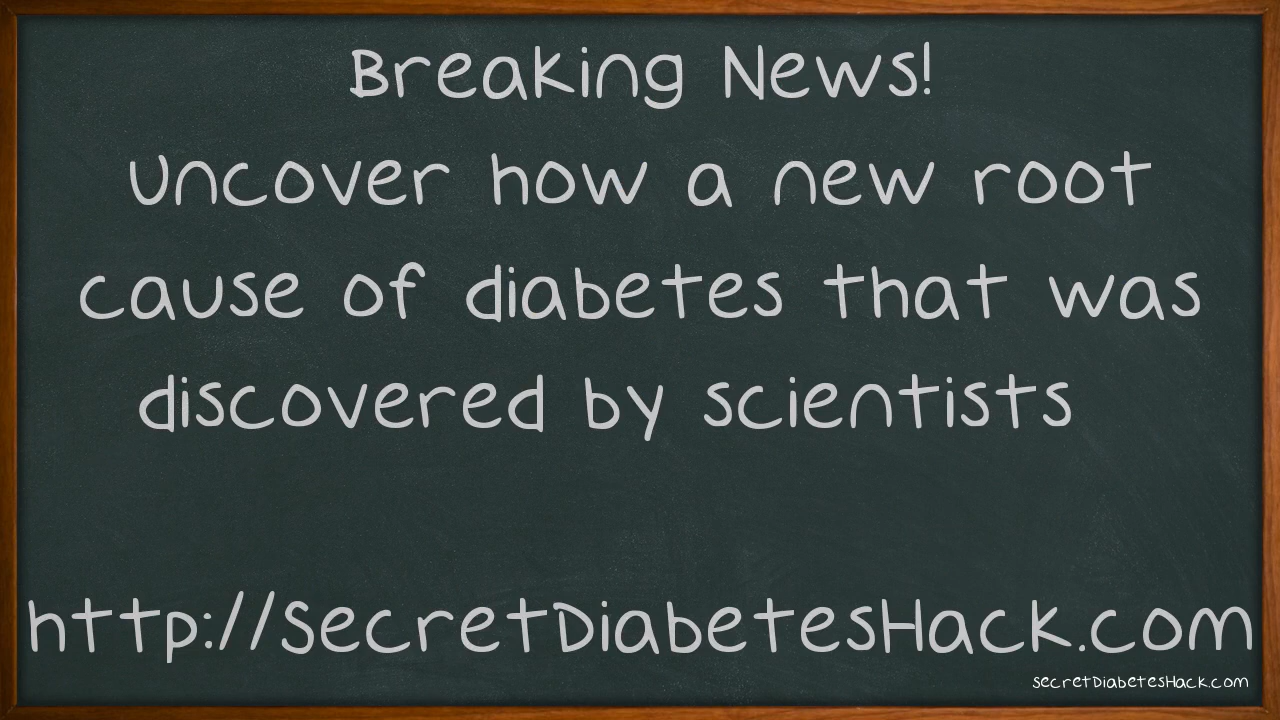 Breaking News!
Uncover how a new root
cause of diabetes that was
discovered by scientists
http://SecretDiabetesHack.com
SecretDiabetesHack.com